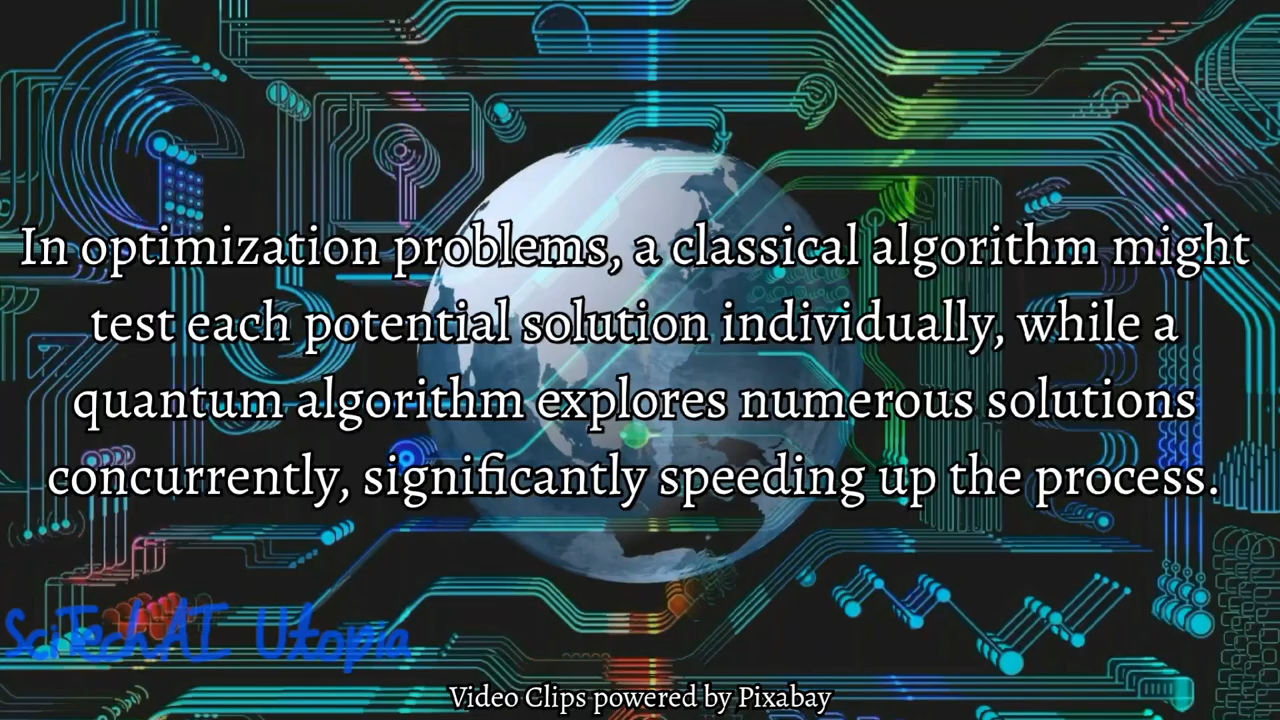 In optimization problems, a classical algorithm might
test each potential solution individually, while a
quantum algorithm explores numerous solutions
concurrently, significantly speeding up the process.
SciTechAI Utopia
Video Clips powered by Pixabay